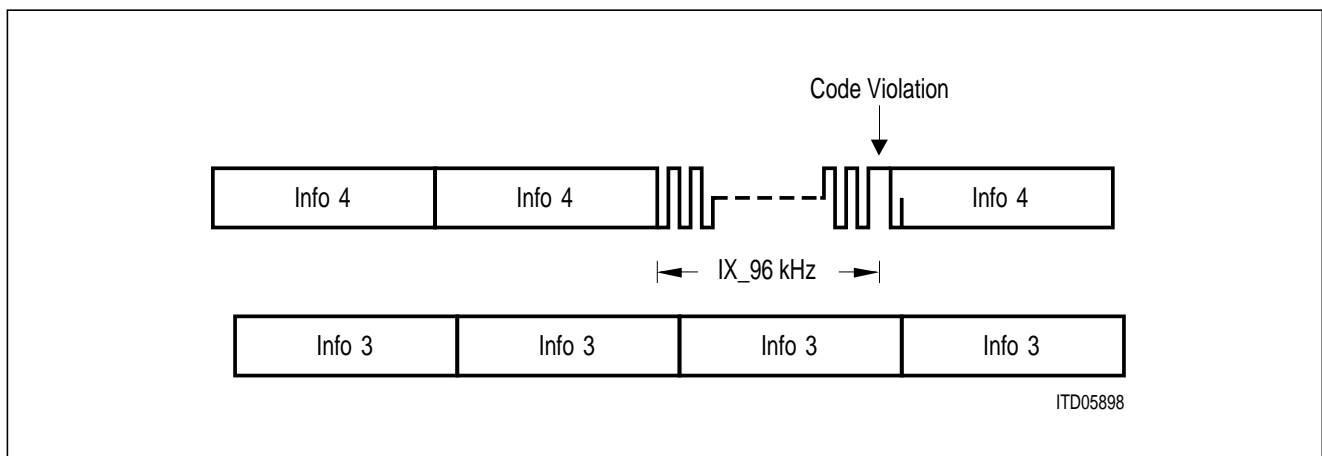 Code Violation
Info 4 Info 4 Info 4
IX_96 kHz
Info 3 Info 3 Info 3 Info 3
ITD05898